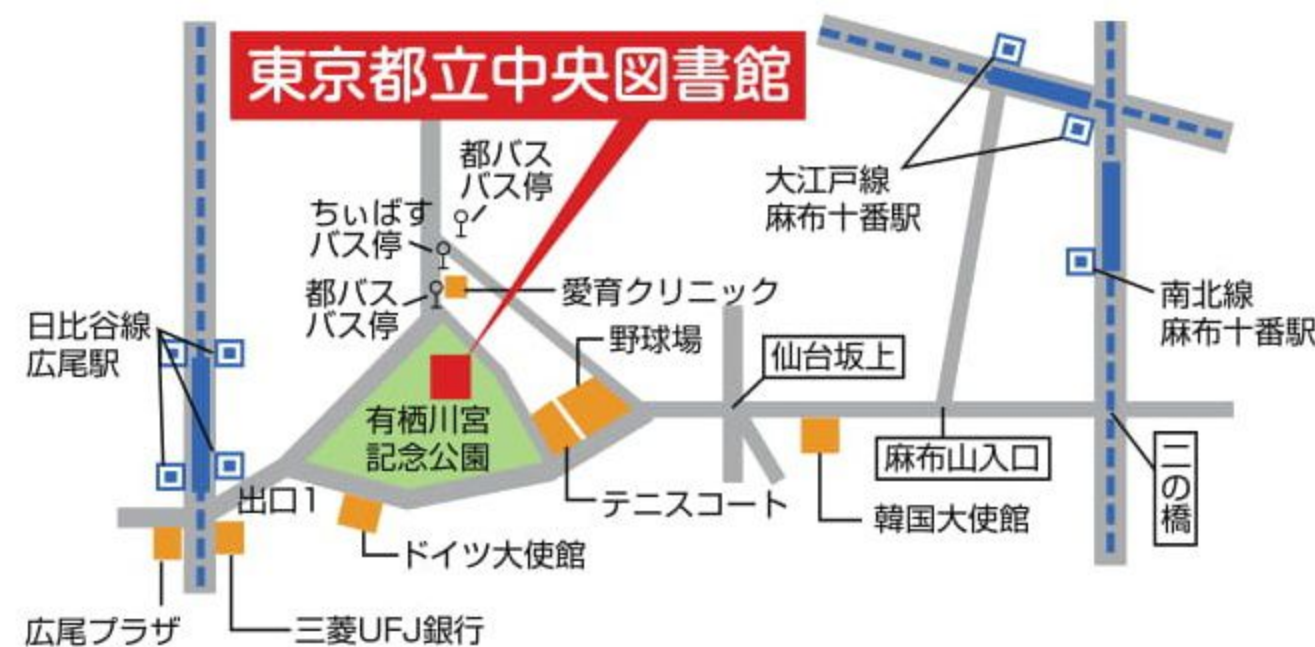 東京都立中央図書館
都バス
バス停
ちぃばす
バス停
都バス
バス停
愛育クリニック
野球場
仙台坂上
大江戸線
麻布十番駅
南北線
麻布十番駅
日比谷線
広尾駅
有栖川宮
記念公園
出口1
テニスコート
麻布山入口
韓国大使館
二の橋
ドイツ大使館
広尾プラザ
三菱UFJ銀行